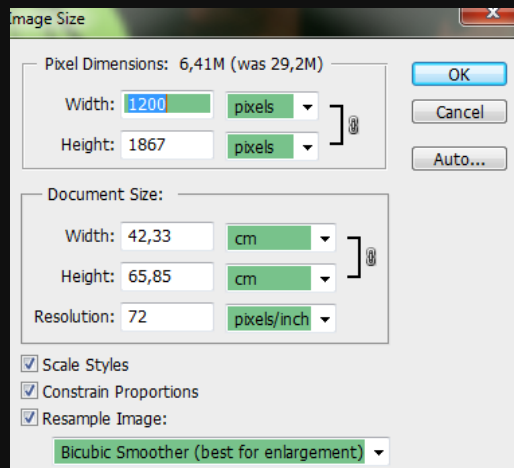 Image Size
Pixel Dimensions: 6,41M (was 29,2M)
Width: 1200 pixels
Height: 1867 pixels
OK
Cancel
Auto...
Document Size:
Width: 42,33 cm
Height: 65,85 cm
Resolution: 72 pixels/inch
Scale Styles
Constrain Proportions
Resample Image:
Bicubic Smoother (best for enlargement)